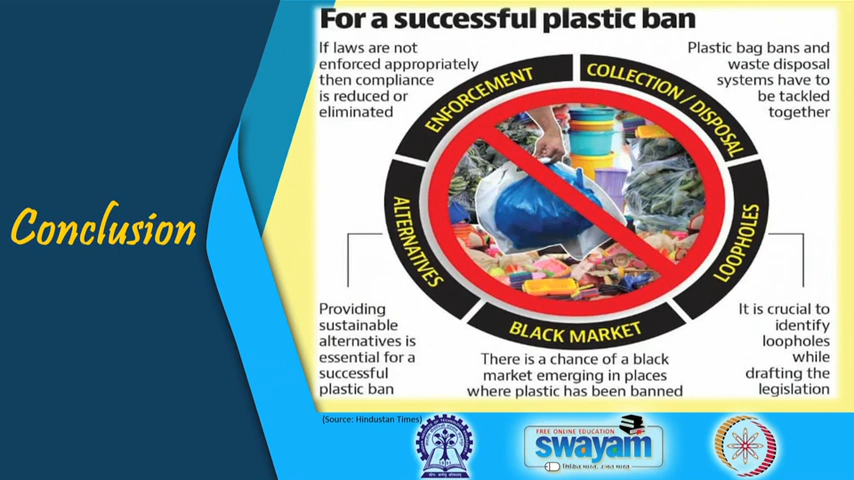 Conclusion
For a successful plastic ban
If laws are not
enforced appropriately
then compliance
is reduced or
eliminated
Plastic bag bans and
waste disposal
systems have to
be tackled
together
ENFORCEMENT
COLLECTION / DISPOSAL
ALTERNATIVES
LOOPHOLES
BLACK MARKET
Providing
sustainable
alternatives is
essential for a
successful
plastic ban
There is a chance of a black
market emerging in places
where plastic has been banned
It is crucial to
identify
loopholes
while
drafting the
legislation
(Source: Hindustan Times)
FREE ONLINE EDUCATION
swayam
शिक्षित भारत, उन्नत भारत